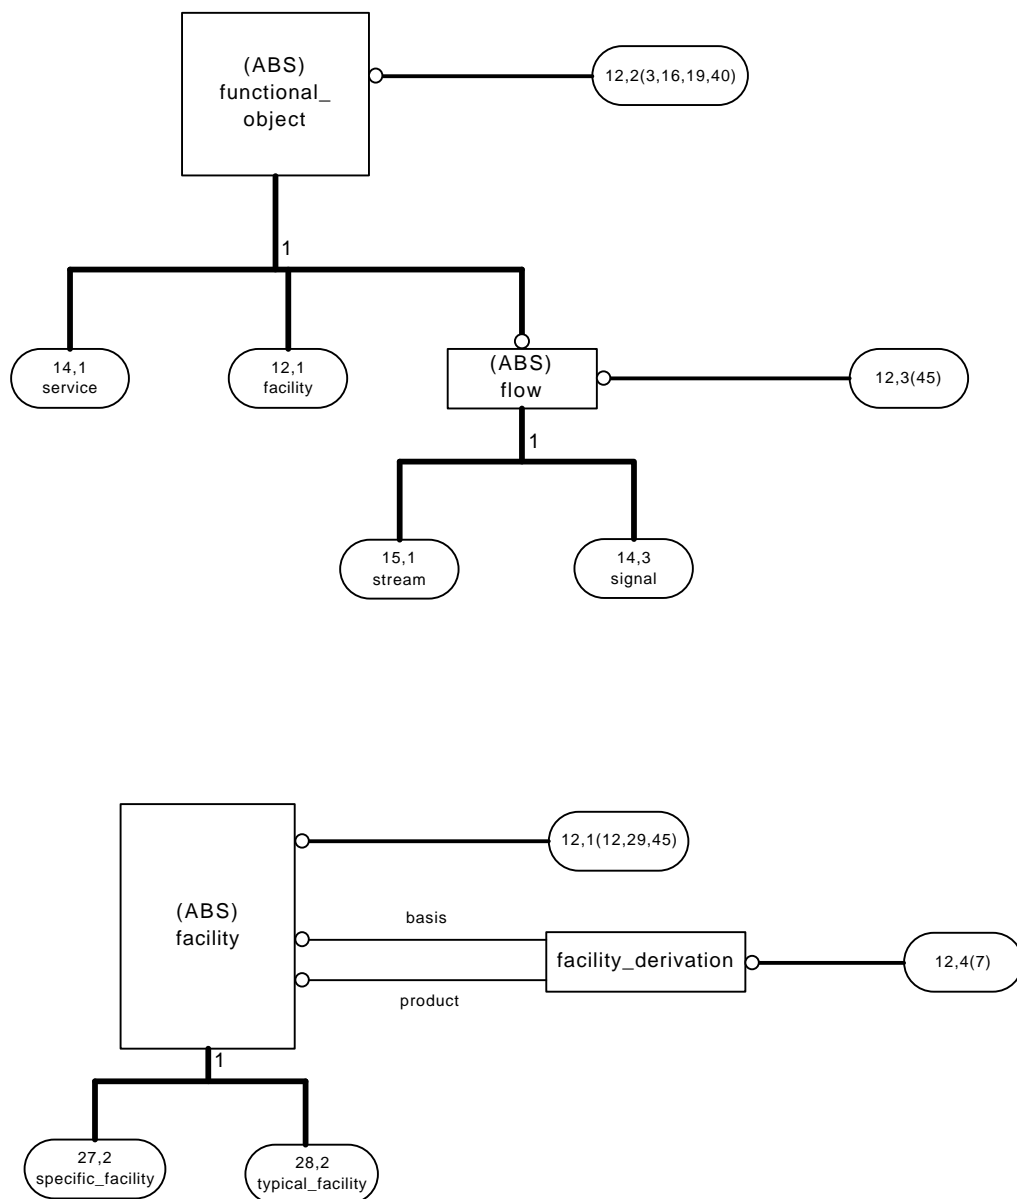 (ABS)
functional_
object
12,2(3,16,19,40)
1
14,1
service
12,1
facility
(ABS)
flow
12,3(45)
1
15,1
stream
14,3
signal
12,1(12,29,45)
(ABS)
facility
basis
facility_derivation
12,4(7)
product
1
27,2
specific_facility
28,2
typical_facility